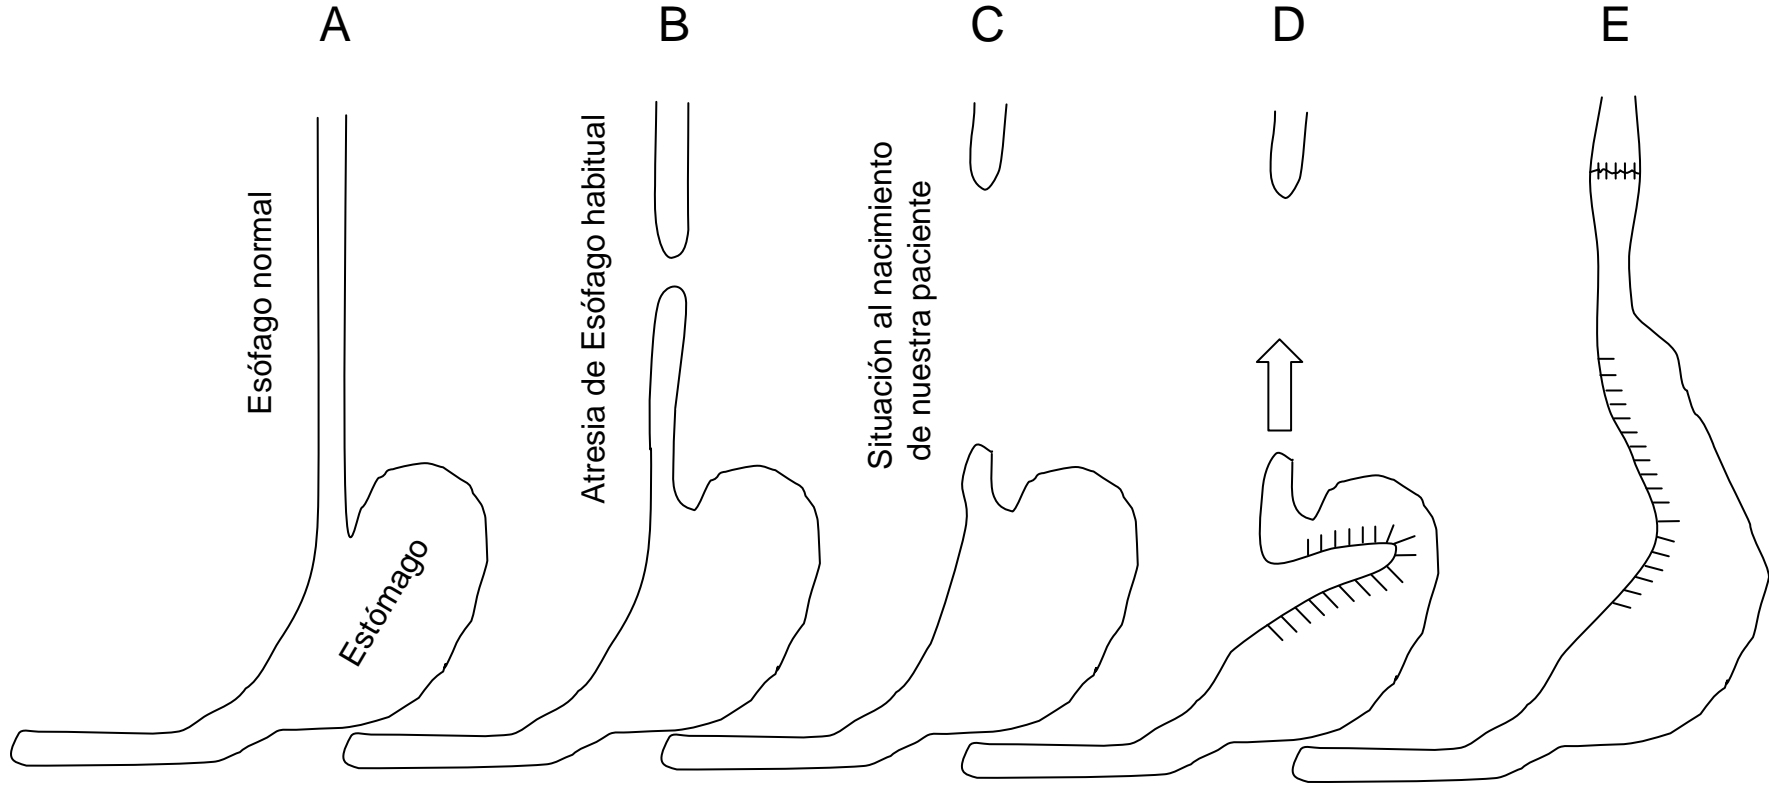 A
B
C
D
E
Esófago normal
Estómago
Atresia de Esófago habitual
Situación al nacimiento
de nuestra paciente